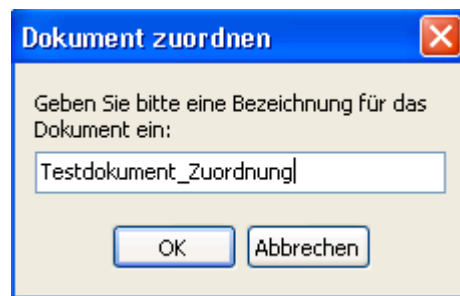 Dokument zuordnen
Geben Sie bitte eine Bezeichnung für das
Dokument ein:
Testdokument_Zuordnung
OK
Abbrechen